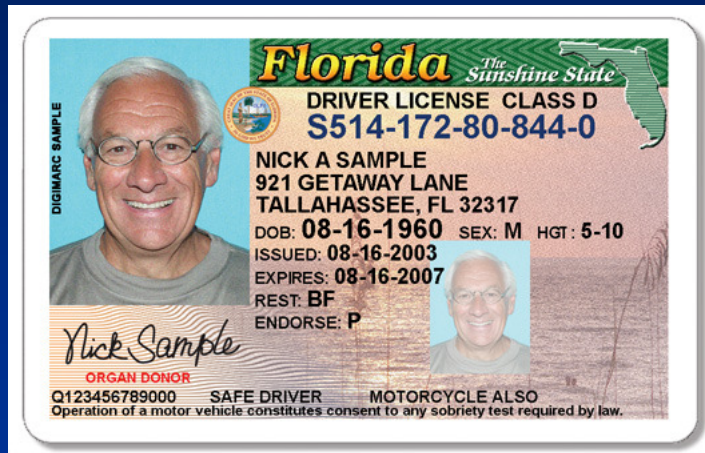 Florida The Sunshine State
DIGIMARC SAMPLE
DRIVER LICENSE CLASS D
S514-172-80-844-0
NICK A SAMPLE
921 GETAWAY LANE
TALLAHASSEE, FL 32317
DOB: 08-16-1960 SEX: M HGT: 5-10
ISSUED: 08-16-2003
EXPIRES: 08-16-2007
REST: BF
ENDORSE: P
Nick Sample
ORGAN DONOR
Q123456789000 SAFE DRIVER MOTORCYCLE ALSO
Operation of a motor vehicle constitutes consent to any sobriety test required by law.